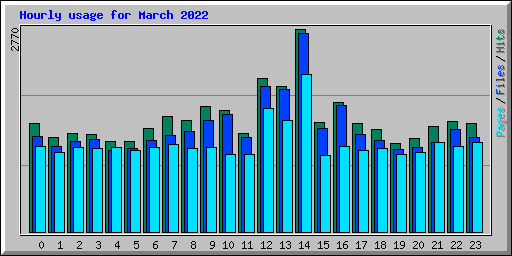 Hourly usage for March 2022
2770
Pages / Files / Hits
0 1 2 3 4 5 6 7 8 9 10 11 12 13 14 15 16 17 18 19 20 21 22 23